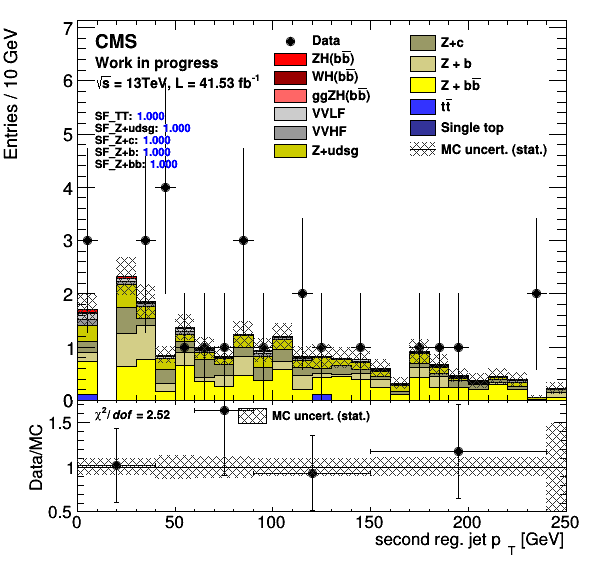 CMS
Work in progress
√s = 13TeV, L = 41.53 fb⁻¹
SF_TT: 1.000
SF_Z+udsg: 1.000
SF_Z+c: 1.000
SF_Z+b: 1.000
SF_Z+bb: 1.000
Data
ZH(bb̅)
WH(bb̅)
ggZH(bb̅)
VVLF
VVHF
Z+udsg
Z+c
Z + b
Z + bb̅
tt̅
Single top
MC uncert. (stat.)
Entries / 10 GeV
7
6
5
4
3
2
1
0
χ²/dof = 2.52
MC uncert. (stat.)
Data/MC
1.5
1
0.5
0 50 100 150 200 250
second reg. jet p_T [GeV]